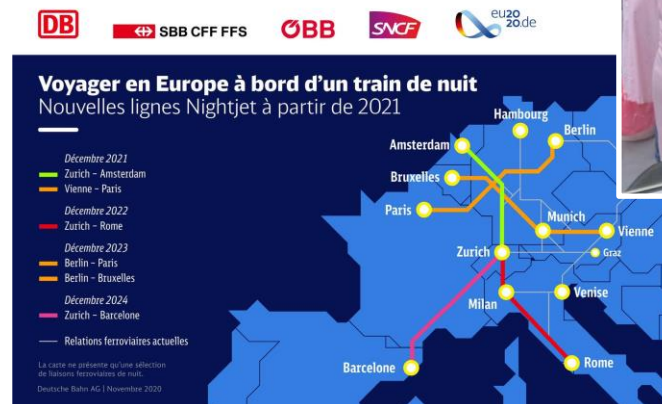 DB
SBB CFF FFS
ÖBB
SNCF
eu20
20.de
Voyager en Europe à bord d'un train de nuit
Nouvelles lignes Nightjet à partir de 2021
Décembre 2021
Zurich – Amsterdam
Vienne – Paris
Décembre 2022
Zurich – Rome
Décembre 2023
Berlin – Paris
Berlin – Bruxelles
Décembre 2024
Zurich – Barcelone
Relations ferroviaires actuelles
La carte ne présente qu'une sélection
de liaisons ferroviaires de nuit.
Deutsche Bahn AG | Novembre 2020
Hambourg
Berlin
Amsterdam
Bruxelles
Paris
Munich
Vienne
Zurich
Graz
Milan
Venise
Barcelone
Rome